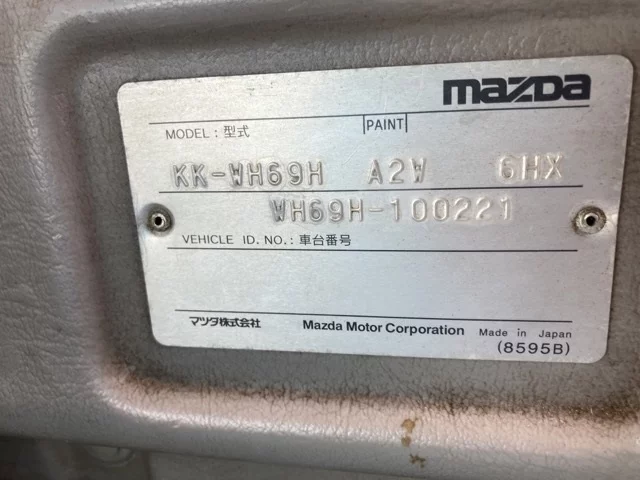 mazda
MODEL : 型式 PAINT
KK-WH69H A2W 6HX
WH69H-100221
VEHICLE ID. NO. : 車台番号
マツダ株式会社 Mazda Motor Corporation Made in Japan
(8595B)